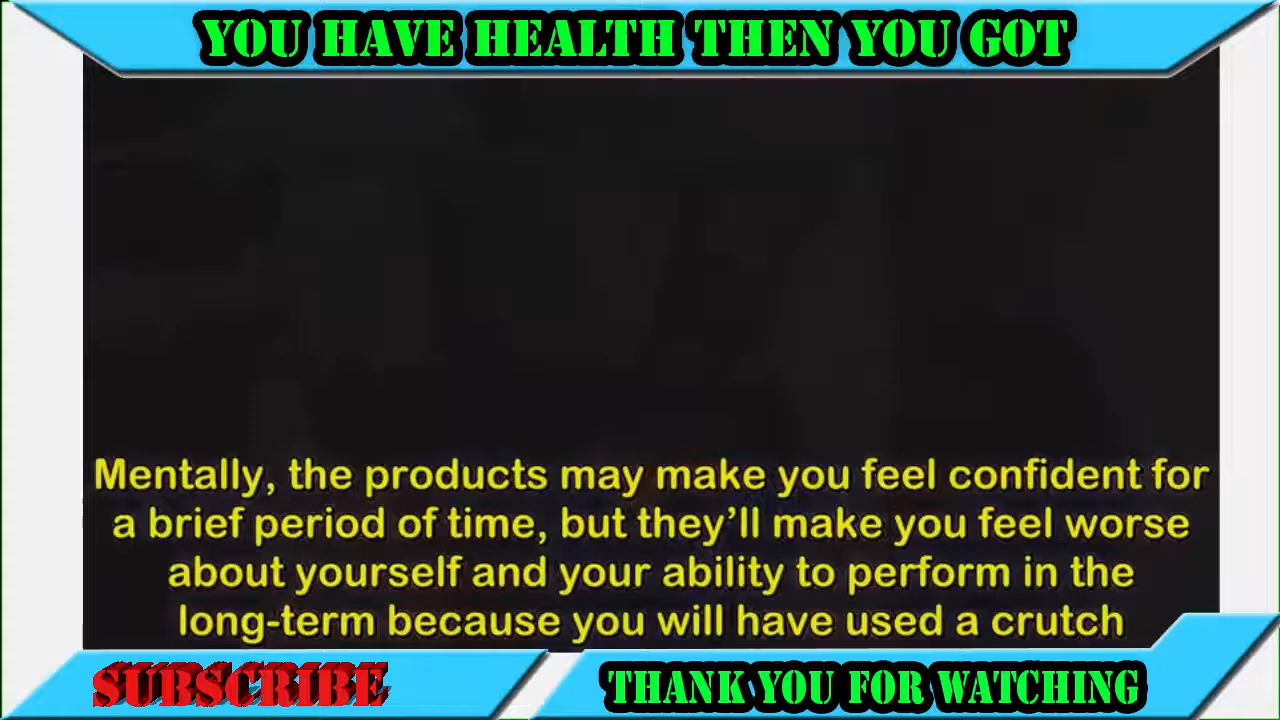 YOU HAVE HEALTH THEN YOU GOT
Mentally, the products may make you feel confident for
a brief period of time, but they’ll make you feel worse
about yourself and your ability to perform in the
long-term because you will have used a crutch
SUBSCRIBE
THANK YOU FOR WATCHING